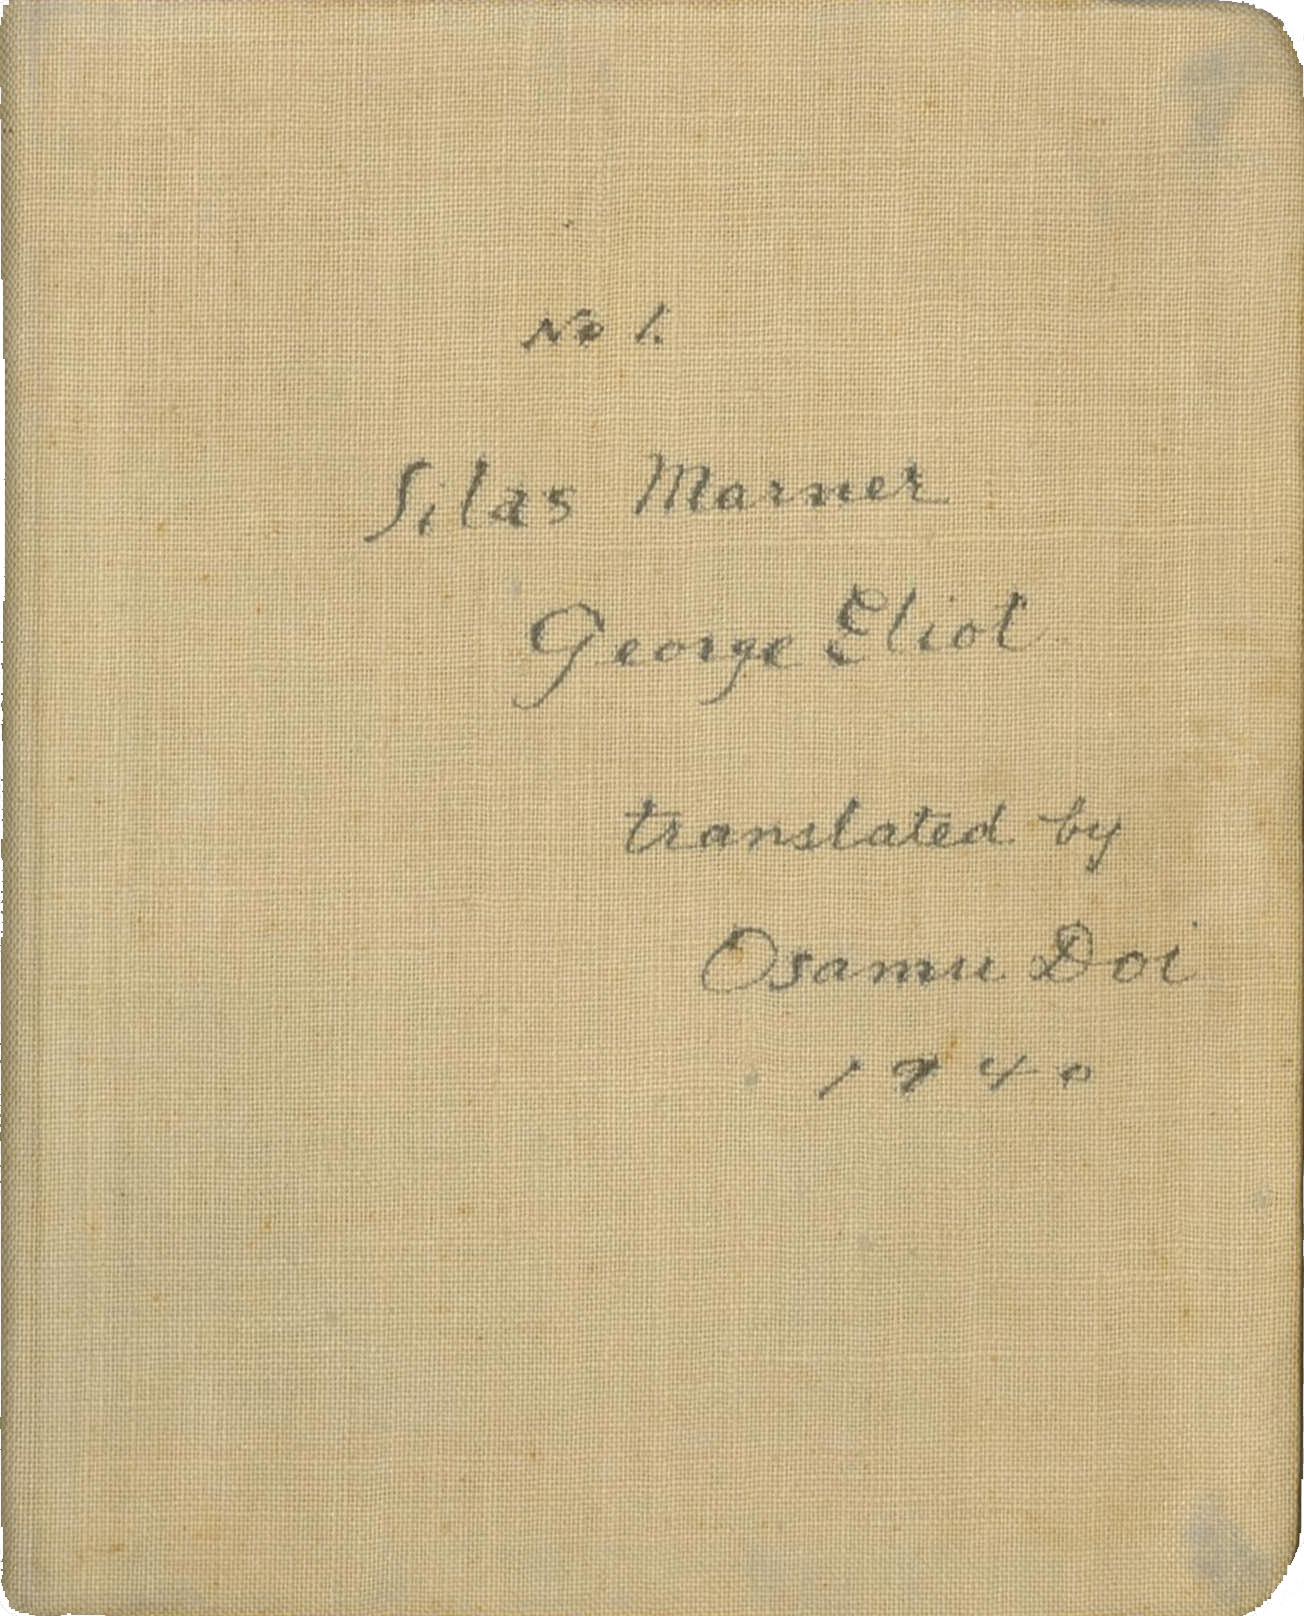 No 1.
Silas Marner
George Eliot
translated by
Osamu Doi
1940